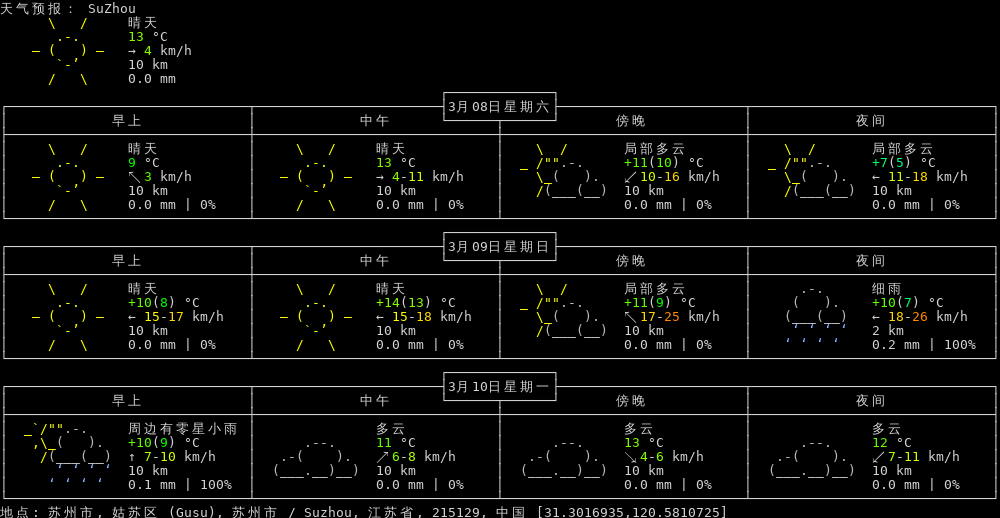 天气预报: SuZhou
晴天
13 °C
→ 4 km/h
10 km
0.0 mm
3月08日星期六
早上 中午 傍晚 夜间
晴天 晴天 局部多云 局部多云
9 °C 13 °C +11(10) °C +7(5) °C
↖ 3 km/h → 4-11 km/h ↙ 10-16 km/h ← 11-18 km/h
10 km 10 km 10 km 10 km
0.0 mm | 0% 0.0 mm | 0% 0.0 mm | 0% 0.0 mm | 0%
3月09日星期日
早上 中午 傍晚 夜间
晴天 晴天 局部多云 细雨
+10(8) °C +14(13) °C +11(9) °C +10(7) °C
← 15-17 km/h ← 15-18 km/h ↖ 17-25 km/h ← 18-26 km/h
10 km 10 km 10 km 2 km
0.0 mm | 0% 0.0 mm | 0% 0.0 mm | 0% 0.2 mm | 100%
3月10日星期一
早上 中午 傍晚 夜间
周边有零星小雨 多云 多云 多云
+10(9) °C 11 °C 13 °C 12 °C
↑ 7-10 km/h ↗ 6-8 km/h ↘ 4-6 km/h ↙ 7-11 km/h
10 km 10 km 10 km 10 km
0.1 mm | 100% 0.0 mm | 0% 0.0 mm | 0% 0.0 mm | 0%
地点: 苏州市, 姑苏区 (Gusu), 苏州市 / Suzhou, 江苏省, 215129, 中国 [31.3016935,120.5810725]